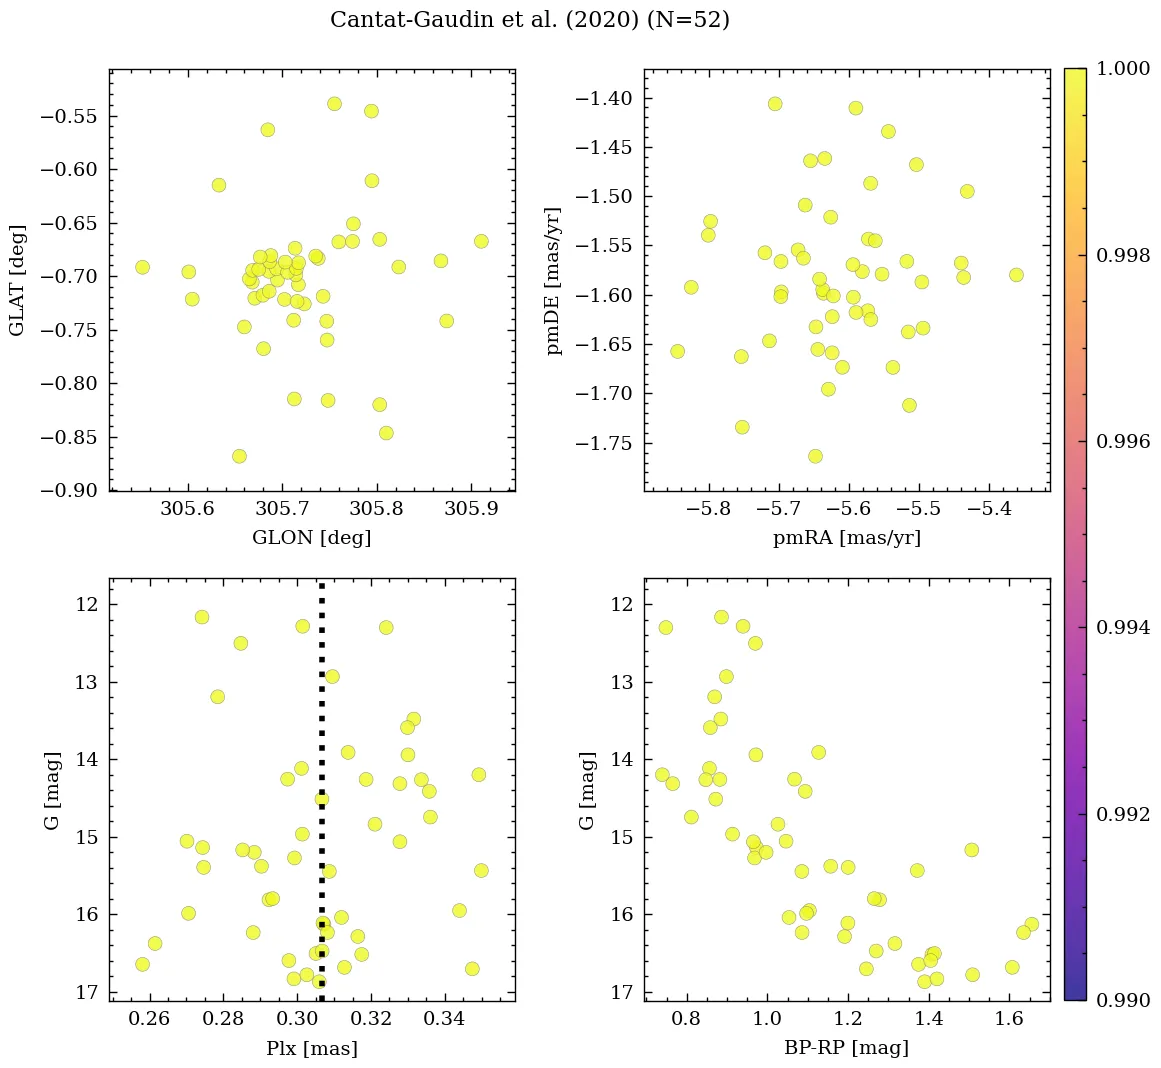 Cantat-Gaudin et al. (2020) (N=52)
−0.55
−0.60
−0.65
−0.70
−0.75
−0.80
−0.85
−0.90
GLAT [deg]
305.6 305.7 305.8 305.9
GLON [deg]
−1.40
−1.45
−1.50
−1.55
−1.60
−1.65
−1.70
−1.75
pmDE [mas/yr]
−5.8 −5.7 −5.6 −5.5 −5.4
pmRA [mas/yr]
12
13
14
15
16
17
G [mag]
0.26 0.28 0.30 0.32 0.34
Plx [mas]
12
13
14
15
16
17
G [mag]
0.8 1.0 1.2 1.4 1.6
BP-RP [mag]
1.000
0.998
0.996
0.994
0.992
0.990